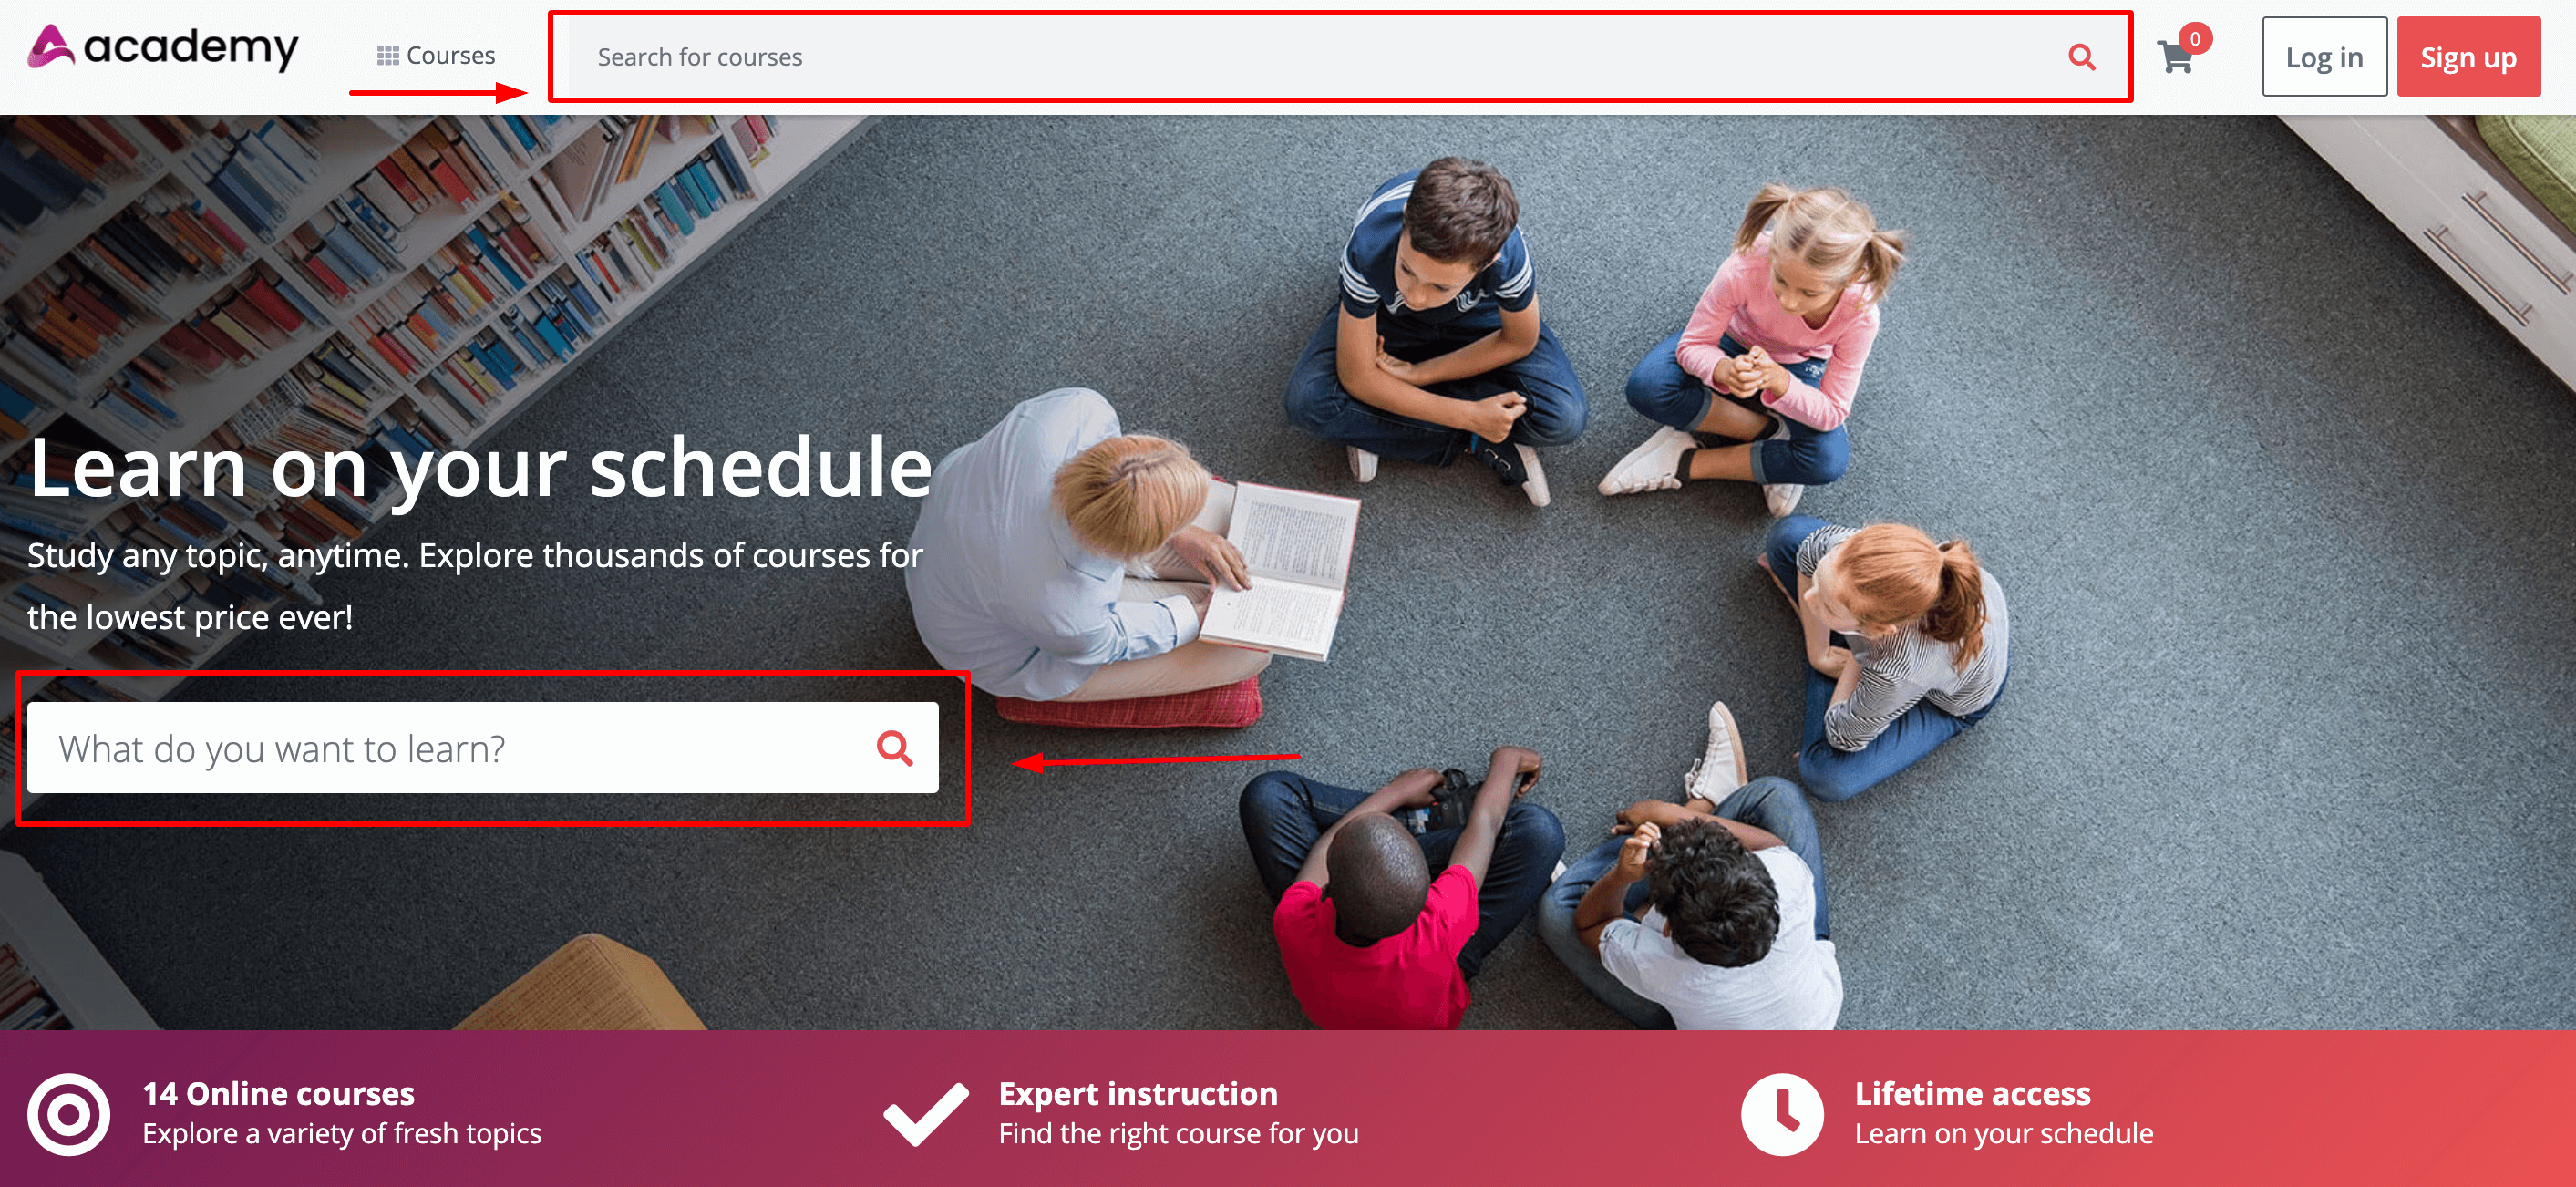 academy
Courses
Search for courses
0
Log in
Sign up
Learn on your schedule
Study any topic, anytime. Explore thousands of courses for
the lowest price ever!
What do you want to learn?
14 Online courses
Explore a variety of fresh topics
Expert instruction
Find the right course for you
Lifetime access
Learn on your schedule